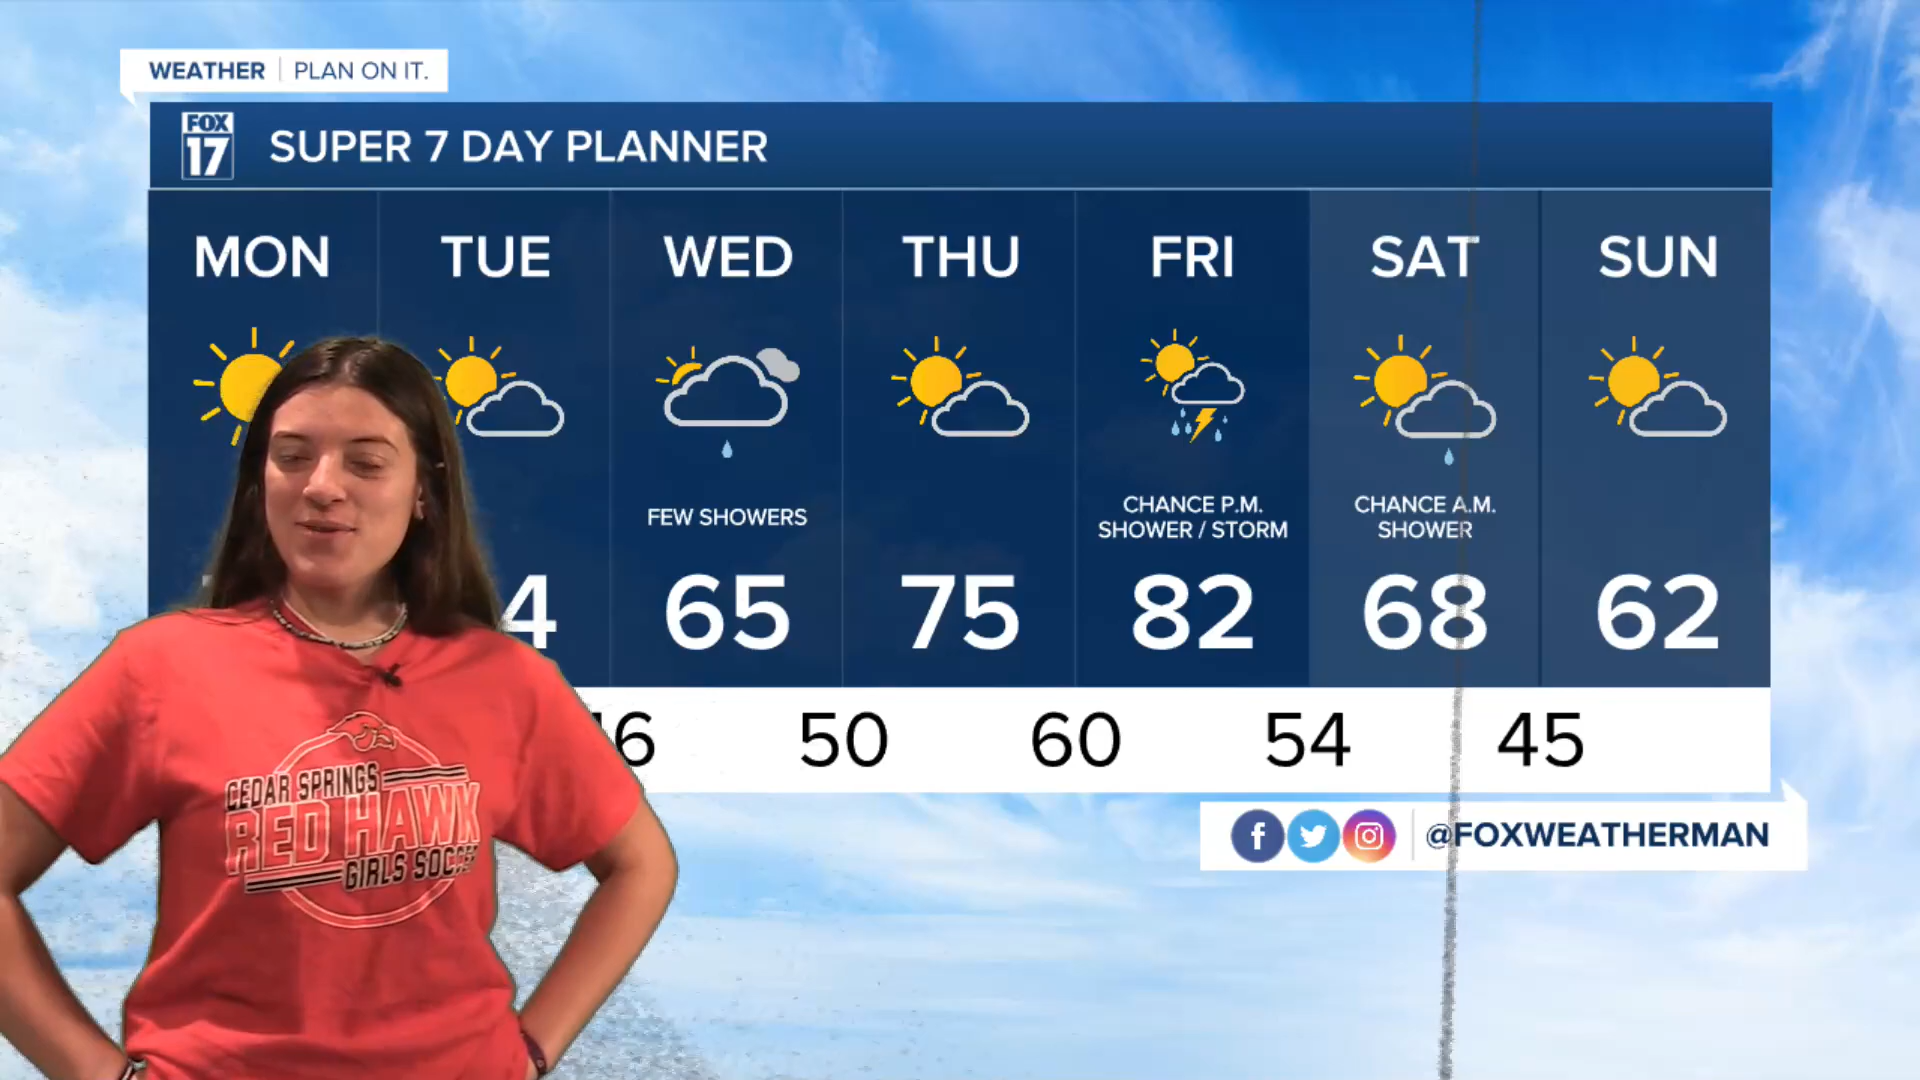 WEATHER | PLAN ON IT.
FOX 17
SUPER 7 DAY PLANNER
MON TUE WED THU FRI SAT SUN
FEW SHOWERS
CHANCE P.M.
SHOWER / STORM
CHANCE A.M.
SHOWER
65 75 82 68 62
50 60 54 45
@FOXWEATHERMAN
CEDAR SPRINGS
RED HAWK
GIRLS SOCCER